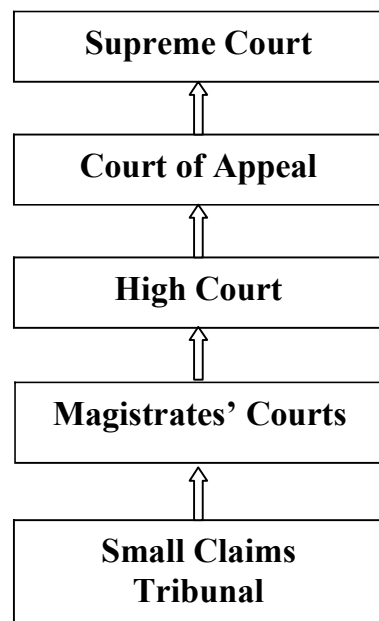 Supreme Court
Court of Appeal
High Court
Magistrates’ Courts
Small Claims
Tribunal